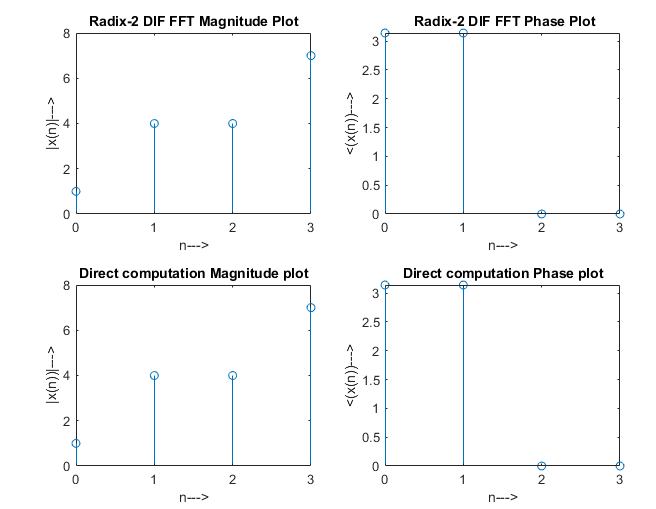 Radix-2 DIF FFT Magnitude Plot
8
6
4
2
0
|x(n)|--->
0 1 2 3
n--->
Radix-2 DIF FFT Phase Plot
3
2.5
2
1.5
1
0.5
0
<(x(n))--->
0 1 2 3
n--->
Direct computation Magnitude plot
8
6
4
2
0
|x(n))|--->
0 1 2 3
n--->
Direct computation Phase plot
3
2.5
2
1.5
1
0.5
0
<(x(n))--->
0 1 2 3
n--->